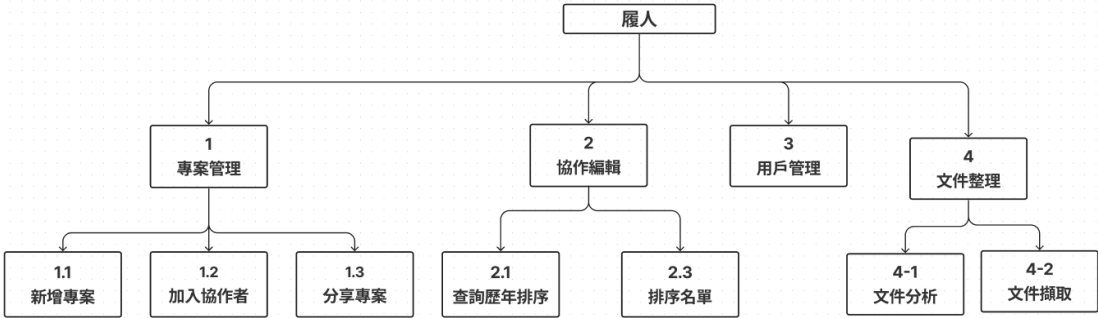 履人
1
專案管理
2
協作編輯
3
用戶管理
4
文件整理
1.1
新增專案
1.2
加入協作者
1.3
分享專案
2.1
查詢歷年排序
2.3
排序名單
4-1
文件分析
4-2
文件擷取